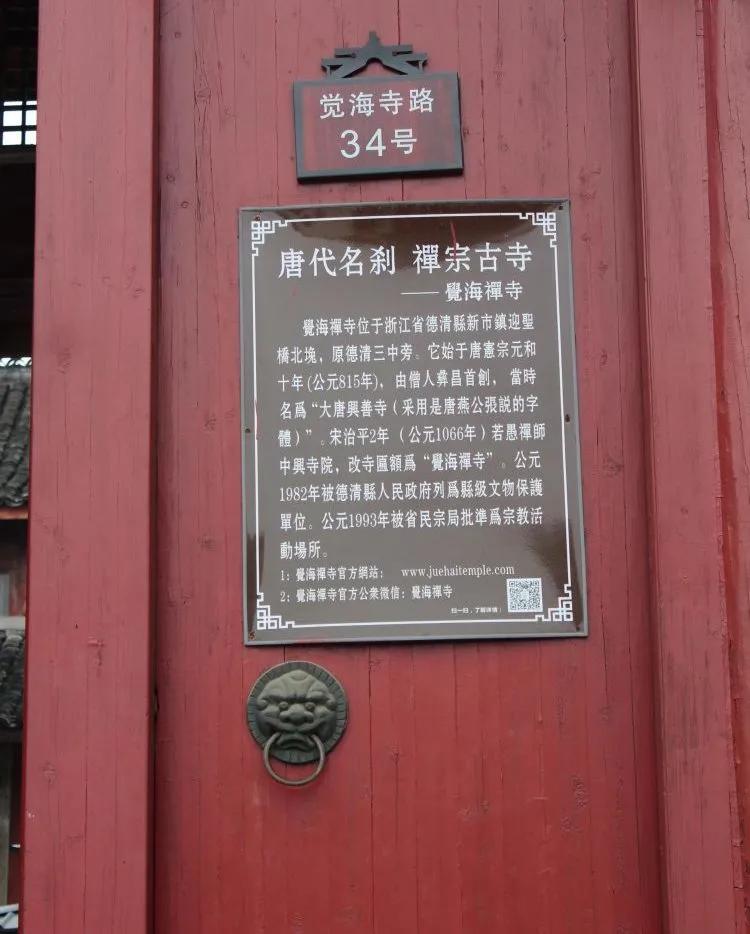 觉海寺路
34号
唐代名刹 禪宗古寺
—— 覺海禪寺
覺海禪寺位于浙江省德清縣新市鎮迎聖
橋北堍，原德清三中旁。它始于唐憲宗元和
十年(公元815年)，由僧人彝昌首創，當時
名爲“大唐興善寺（采用是唐燕公張説的字
體）”。宋治平2年（公元1066年）若愚禪師
中興寺院，改寺匾額爲“覺海禪寺”。公元
1982年被德清縣人民政府列爲縣級文物保護
單位。公元1993年被省民宗局批準爲宗教活
動場所。
1：覺海禪寺官方網站： www.juehaitemple.com
2：覺海禪寺官方公衆微信：覺海禪寺
扫一扫，了解详情！